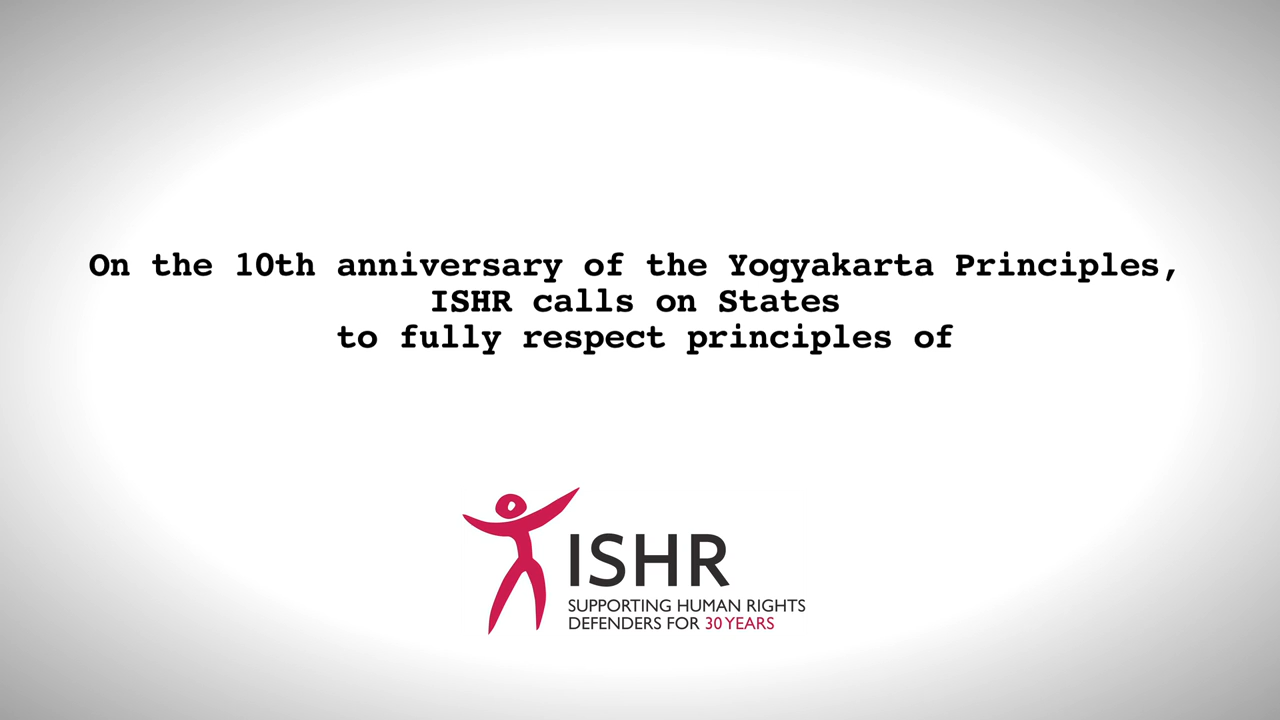 On the 10th anniversary of the Yogyakarta Principles,
ISHR calls on States
to fully respect principles of
ISHR
SUPPORTING HUMAN RIGHTS
DEFENDERS FOR 30 YEARS